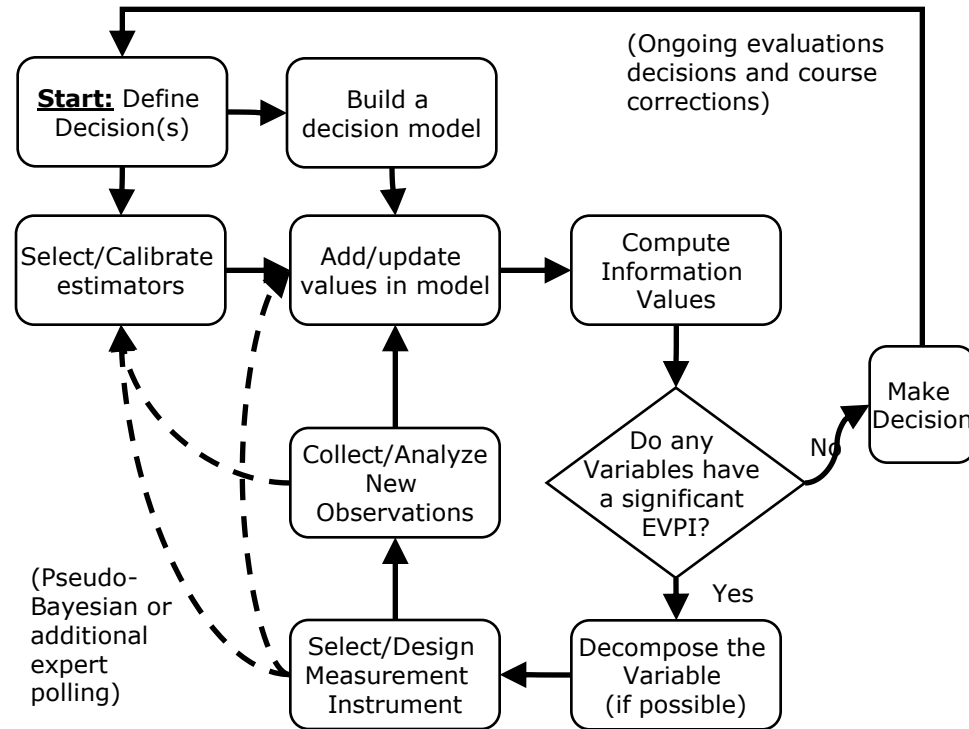 (Ongoing evaluations
decisions and course
corrections)
Start: Define
Decision(s)
Build a
decision model
Select/Calibrate
estimators
Add/update
values in model
Compute
Information
Values
Make
Decision
Do any
Variables have
a significant
EVPI?
No
Collect/Analyze
New
Observations
(Pseudo-
Bayesian or
additional
expert
polling)
Yes
Select/Design
Measurement
Instrument
Decompose the
Variable
(if possible)